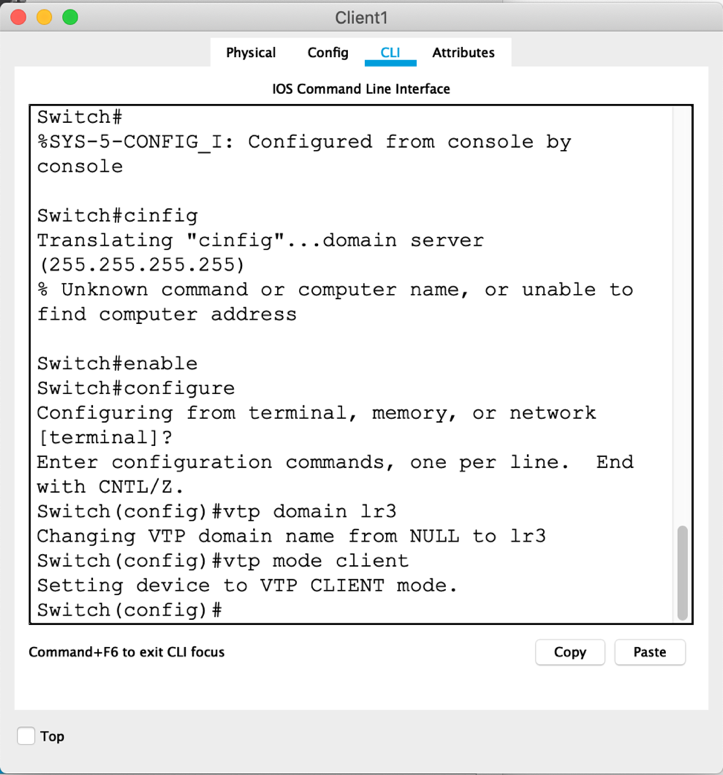 Client1
Physical Config CLI Attributes
IOS Command Line Interface
Switch#
%SYS-5-CONFIG_I: Configured from console by
console
Switch#cinfig
Translating "cinfig"...domain server
(255.255.255.255)
% Unknown command or computer name, or unable to
find computer address
Switch#enable
Switch#configure
Configuring from terminal, memory, or network
[terminal]?
Enter configuration commands, one per line.  End
with CNTL/Z.
Switch(config)#vtp domain lr3
Changing VTP domain name from NULL to lr3
Switch(config)#vtp mode client
Setting device to VTP CLIENT mode.
Switch(config)#
Command+F6 to exit CLI focus
Copy Paste
Top